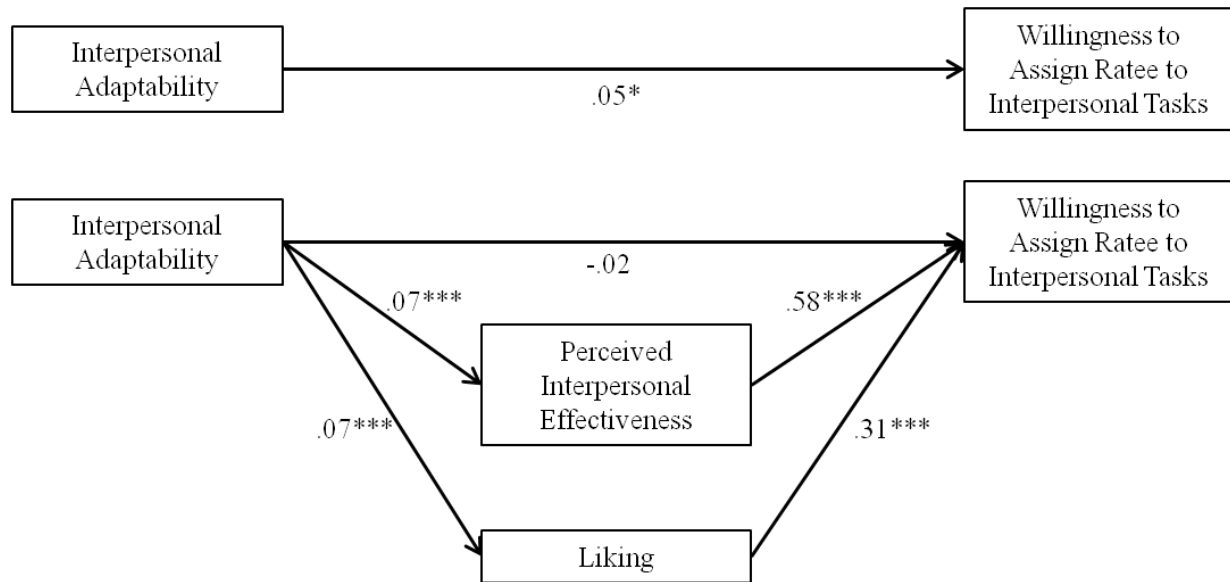 Interpersonal
Adaptability
.05*
Willingness to
Assign Ratee to
Interpersonal Tasks
Interpersonal
Adaptability
-.02
Willingness to
Assign Ratee to
Interpersonal Tasks
.07***
.58***
Perceived
Interpersonal
Effectiveness
.07***
.31***
Liking